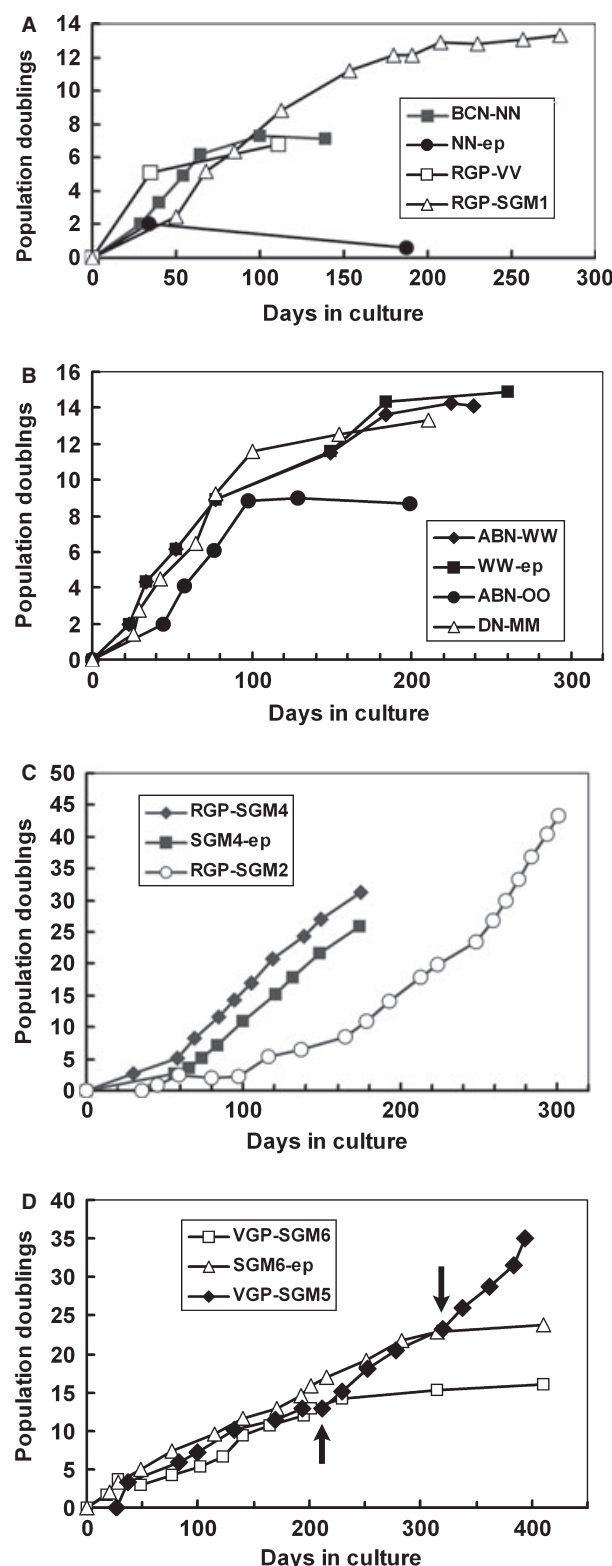 A
Population doublings
14
12
10
8
6
4
2
0
BCN-NN
NN-ep
RGP-VV
RGP-SGM1
0 50 100 150 200 250 300
Days in culture
B
Population doublngs
16
14
12
10
8
6
4
2
0
ABN-WW
WW-ep
ABN-OO
DN-MM
0 100 200 300
Days in culture
C
Population doublngs
50
45
40
35
30
25
20
15
10
5
0
RGP-SGM4
SGM4-ep
RGP-SGM2
0 100 200 300
Days in culture
D
Population doublings
40
35
30
25
20
15
10
5
0
VGP-SGM6
SGM6-ep
VGP-SGM5
0 100 200 300 400
Days in culture